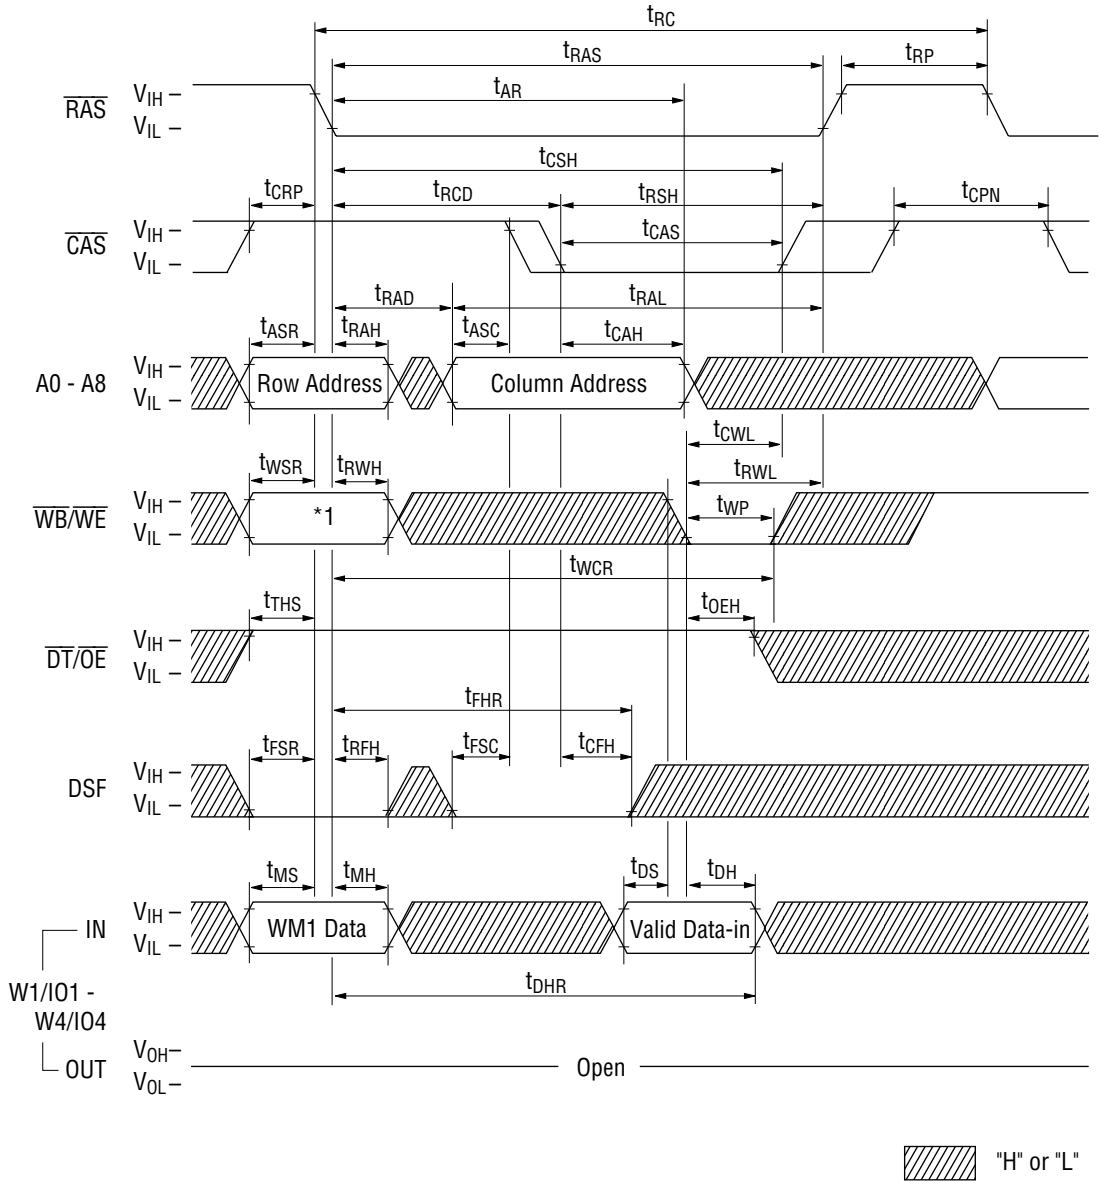 tRC
tRAS
tRP
tAR
RAS
VIH –
VIL –
tCSH
tCRP
tRCD
tRSH
tCPN
CAS
VIH –
VIL –
tCAS
tRAD
tRAL
tASR
tRAH
tASC
tCAH
A0 - A8
VIH –
VIL –
Row Address
Column Address
tCWL
tWSR
tRWH
tRWL
WB/WE
VIH –
VIL –
*1
tWP
tWCR
tTHS
tOEH
DT/OE
VIH –
VIL –
tFHR
tFSR
tRFH
tFSC
tCFH
DSF
VIH –
VIL –
tMS
tMH
tDS
tDH
IN
VIH –
VIL –
WM1 Data
Valid Data-in
tDHR
W1/IO1 -
W4/IO4
OUT
VOH–
VOL–
Open
"H" or "L"